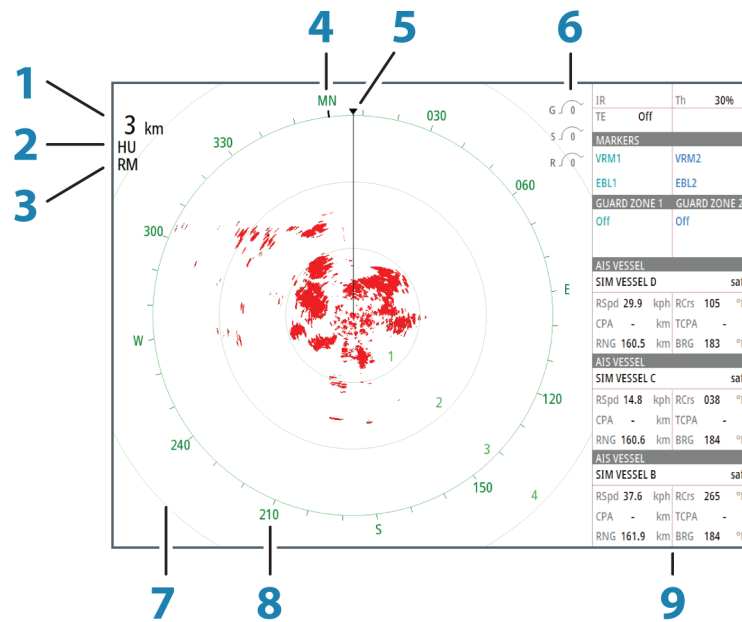 4 5 6
1
MN
3 km
2 HU
3 RM
030
330
060
300
E
W
120
240
150
210
S
1
2
3
4
G 0
S 0
R 0
IR Th 30%
TE Off
MARKERS
VRM1 VRM2
EBL1 EBL2
GUARD ZONE 1 GUARD ZONE 2
Off Off
AIS VESSEL
SIM VESSEL D
RSpd 29.9 kph RCrs 105
CPA - km TCPA -
RNG 160.5 km BRG 183
AIS VESSEL
SIM VESSEL C
RSpd 14.8 kph RCrs 038
CPA - km TCPA -
RNG 160.6 km BRG 184
AIS VESSEL
SIM VESSEL B
RSpd 37.6 kph RCrs 265
CPA - km TCPA -
RNG 161.9 km BRG 184
7 8 9